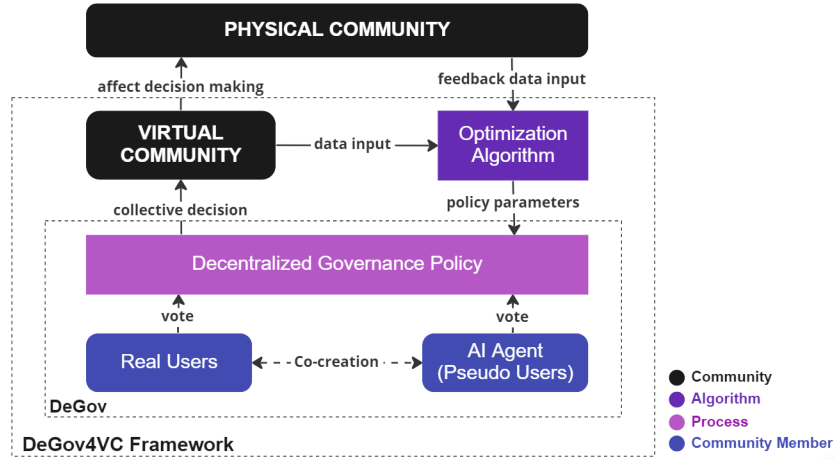 PHYSICAL COMMUNITY
affect decision making
feedback data input
VIRTUAL
COMMUNITY
data input
Optimization
Algorithm
collective decision
policy parameters
Decentralized Governance Policy
vote
vote
Real Users
Co-creation
AI Agent
(Pseudo Users)
DeGov
DeGov4VC Framework
Community
Algorithm
Process
Community Member